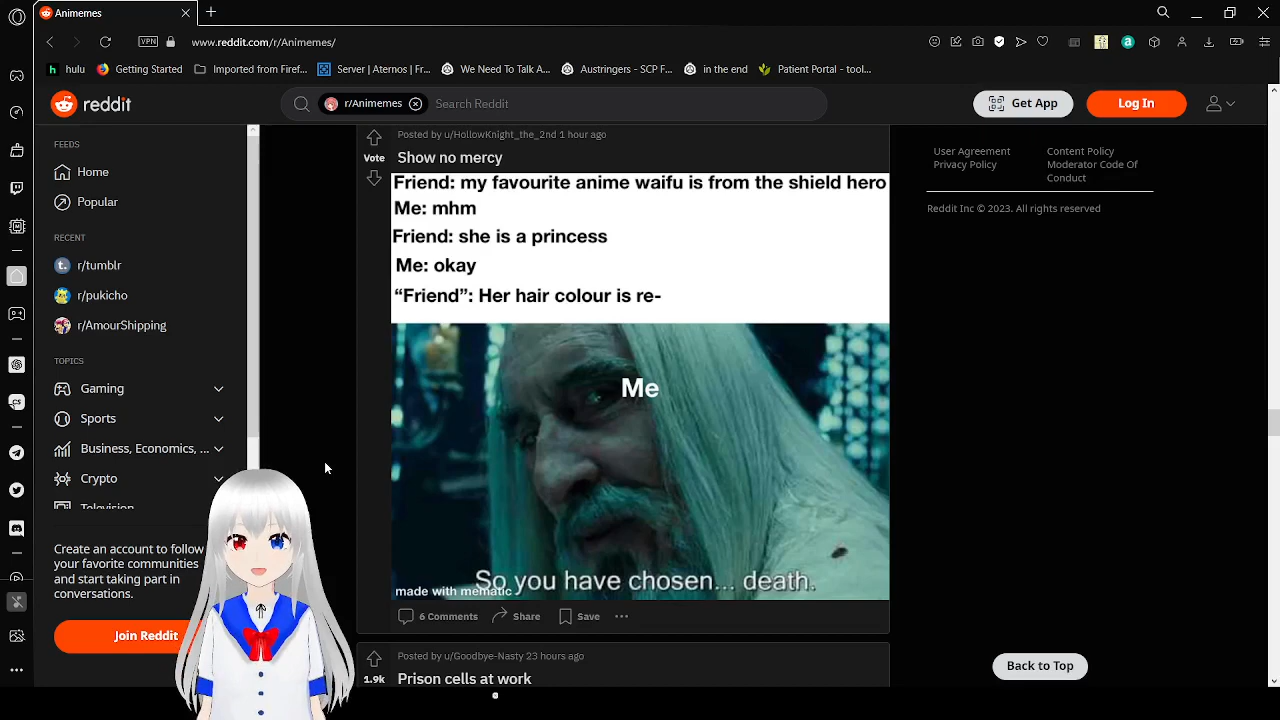 Animemes
VPN
www.reddit.com/r/Animemes/
hulu
Getting Started
Imported from Firef...
Server | Aternos | Fr...
We Need To Talk A...
Austringers - SCP F...
in the end
Patient Portal - tool...
reddit
r/Animemes
Search Reddit
Get App
Log In
FEEDS
Home
Popular
RECENT
r/tumblr
r/pukicho
r/AmourShipping
TOPICS
Gaming
Sports
Business, Economics, ...
Crypto
Television
Create an account to follow
your favorite communities
and start taking part in
conversations.
Join Reddit
Posted by u/HollowKnight_the_2nd 1 hour ago
Vote
Show no mercy
Friend: my favourite anime waifu is from the shield hero
Me: mhm
Friend: she is a princess
Me: okay
“Friend”: Her hair colour is re-
Me
So you have chosen... death.
made with mematic
6 Comments
Share
Save
Posted by u/Goodbye-Nasty 23 hours ago
1.9k
Prison cells at work
User Agreement
Privacy Policy
Content Policy
Moderator Code Of
Conduct
Reddit Inc © 2023. All rights reserved
Back to Top